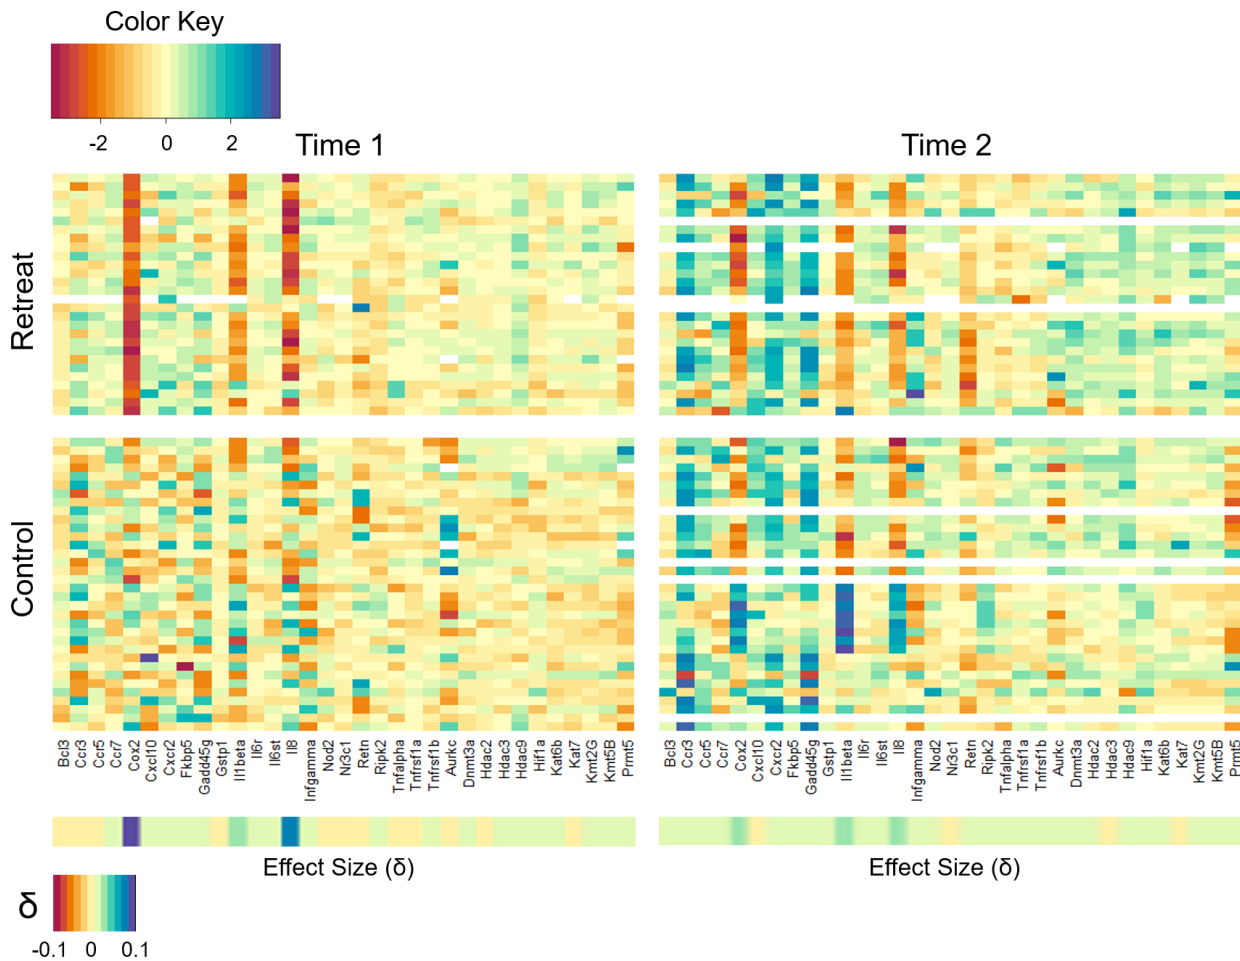 Color Key
-2 0 2
Time 1 Time 2
Retreat
Control
Bcl3 Ccr3 Ccr5 Ccr7 Cox2 Cxcl10 Cxcr2 Fkbp5 Gadd45g Gstp1 Il1beta Il6r Il6st Il8 Infgamma Nod2 Nr3c1 Retn Ripk2 Tnfalpha Tnfrsf1a Tnfrsf1b Aurkc Dnmt3a Hdac2 Hdac3 Hdac9 Hif1a Kat6b Kat7 Kmt2G Kmt5B Prmt5
Bcl3 Ccr3 Ccr5 Ccr7 Cox2 Cxcl10 Cxcr2 Fkbp5 Gadd45g Gstp1 Il1beta Il6r Il6st Il8 Infgamma Nod2 Nr3c1 Retn Ripk2 Tnfalpha Tnfrsf1a Tnfrsf1b Aurkc Dnmt3a Hdac2 Hdac3 Hdac9 Hif1a Kat6b Kat7 Kmt2G Kmt5B Prmt5
Effect Size (δ) Effect Size (δ)
δ
-0.1 0 0.1